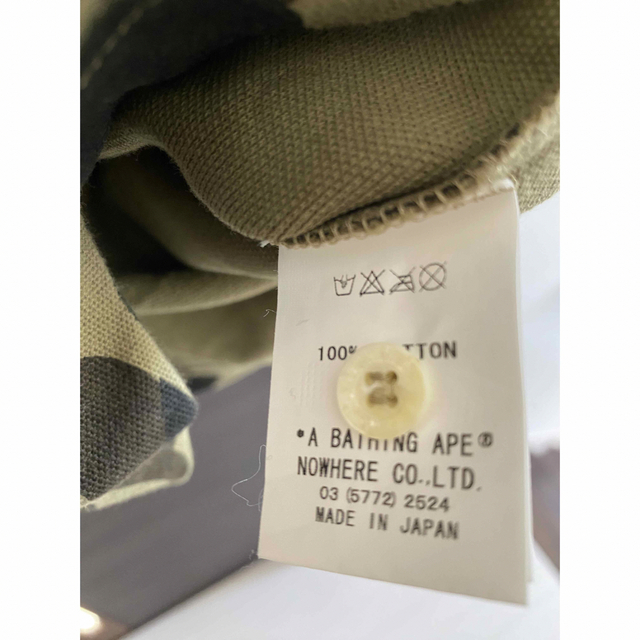 100% 
*A BATHING APE®
NOWHERE CO.,LTD.
03 (5772) 2524
MADE IN JAPAN